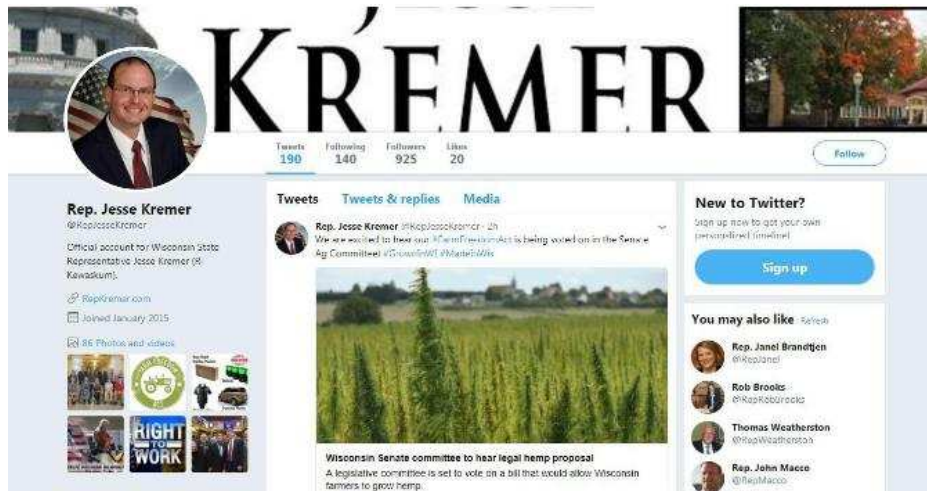 KREMER
Tweets Following Followers Likes
190 140 925 20
Follow
Rep. Jesse Kremer
@RepJesseKremer
Official account for Wisconsin State
Representative Jesse Kremer (R-
Kewaskum).
RepKremer.com
Joined January 2015
86 Photos and videos
RIGHT
TO
WORK
Tweets Tweets & replies Media
Rep. Jesse Kremer @RepJesseKremer - 2h
We are excited to hear our #FarmFreedomAct is being voted on in the Senate
Ag Committee! #GrowninWI #MadeinWis
Wisconsin Senate committee to hear legal hemp proposal
A legislative committee is set to vote on a bill that would allow Wisconsin
farmers to grow hemp.
New to Twitter?
Sign up now to get your own
personalized timeline!
Sign up
You may also like Refresh
Rep. Janel Brandtjen
@RepJanel
Rob Brooks
@RepRobBrooks
Thomas Weatherston
@RepWeatherston
Rep. John Macco
@RepMacco